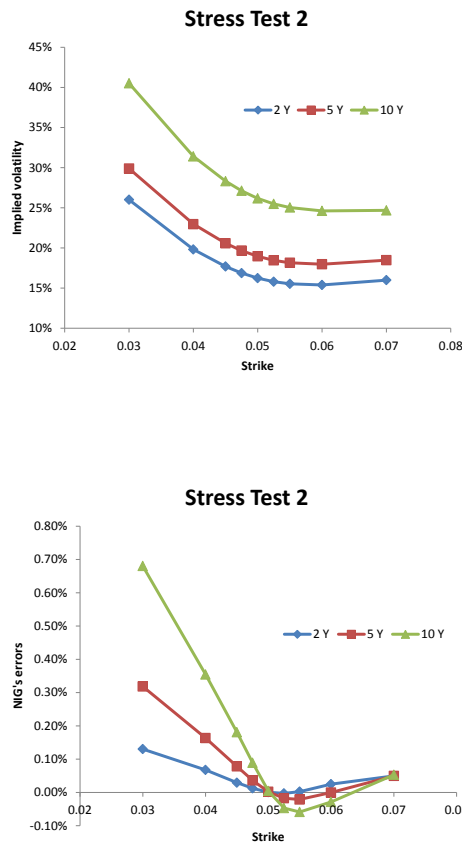 Stress Test 2
45%
40%
35%
30%
25%
20%
15%
10%
Implied volatility
2 Y 5 Y 10 Y
0.02 0.03 0.04 0.05 0.06 0.07 0.08
Strike
Stress Test 2
0.80%
0.70%
0.60%
0.50%
0.40%
0.30%
0.20%
0.10%
0.00%
-0.10%
NIG's errors
2 Y 5 Y 10 Y
0.02 0.03 0.04 0.05 0.06 0.07 0.0
Strike